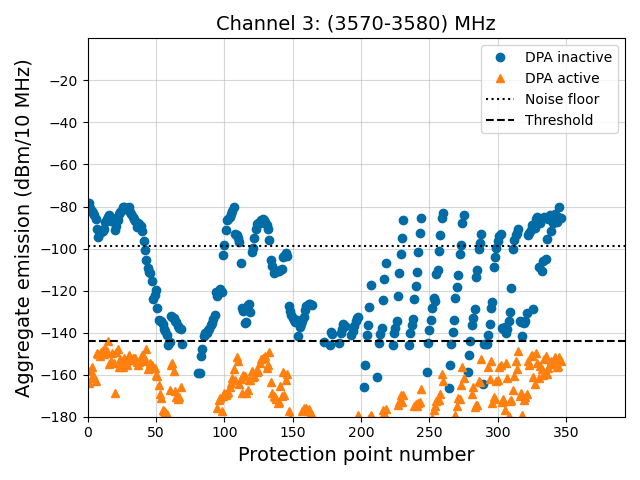 Channel 3: (3570-3580) MHz
DPA inactive
DPA active
Noise floor
Threshold
Aggregate emission (dBm/10 MHz)
−20
−40
−60
−80
−100
−120
−140
−160
−180
0 50 100 150 200 250 300 350
Protection point number